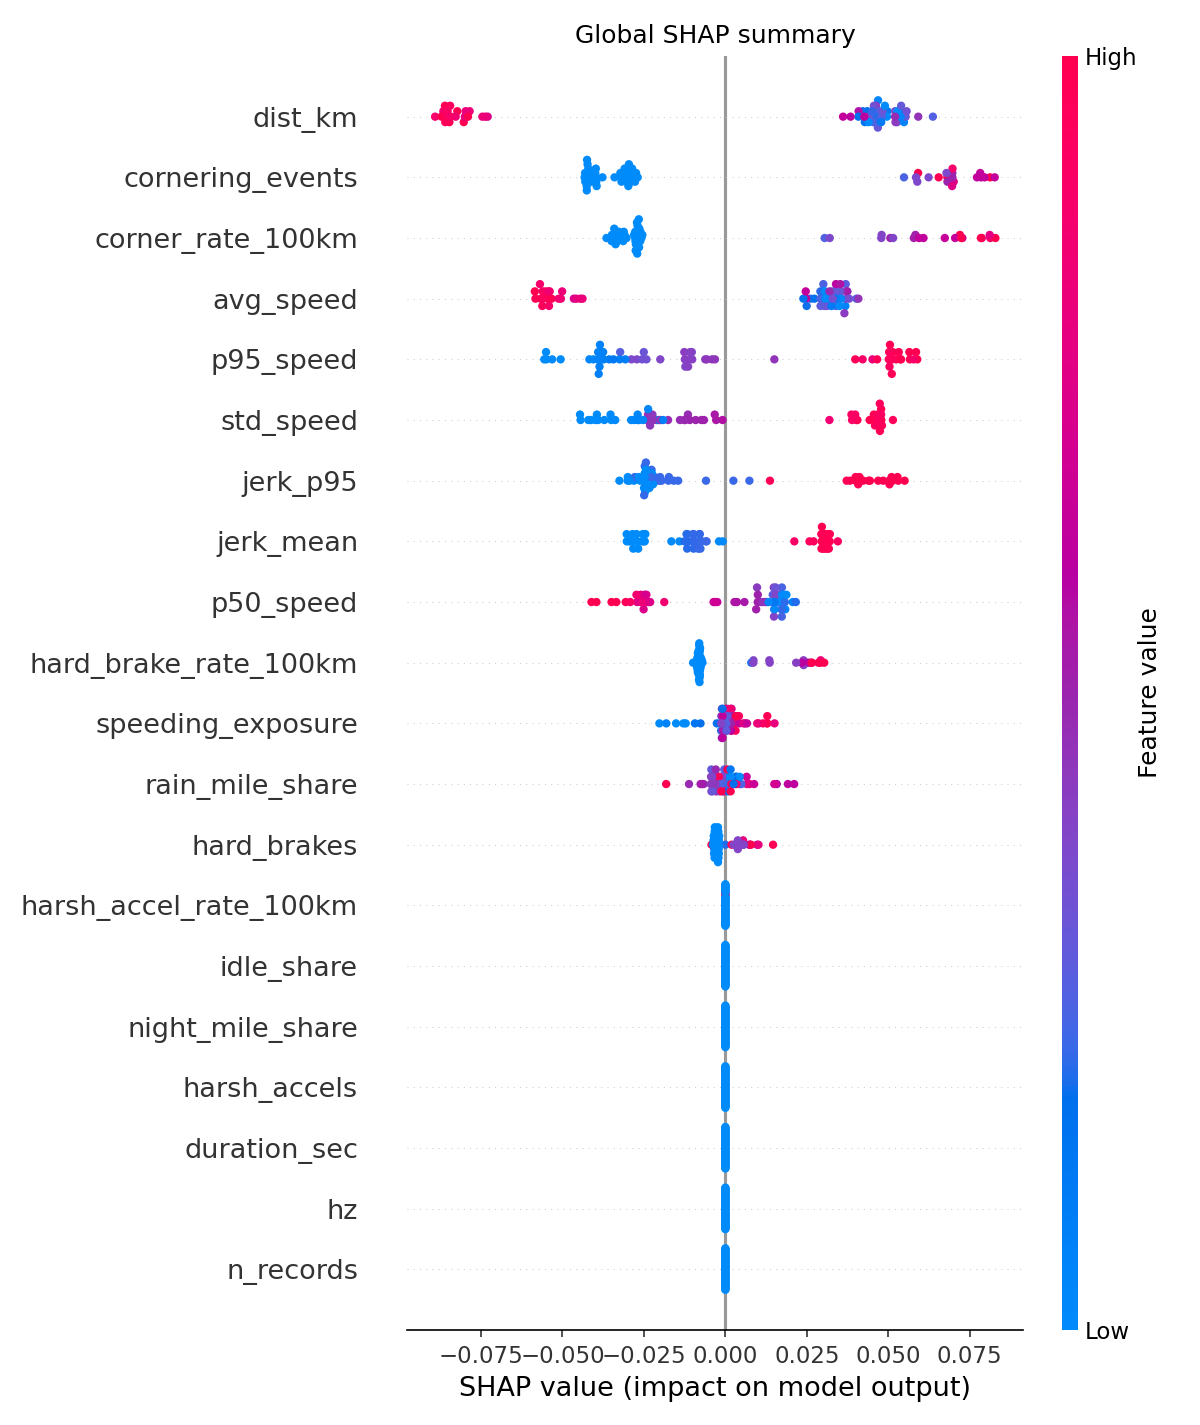 Global SHAP summary
High
dist_km
cornering_events
corner_rate_100km
avg_speed
p95_speed
std_speed
jerk_p95
jerk_mean
p50_speed
hard_brake_rate_100km
speeding_exposure
rain_mile_share
hard_brakes
harsh_accel_rate_100km
idle_share
night_mile_share
harsh_accels
duration_sec
hz
n_records
Feature value
Low
−0.075 −0.050 −0.025 0.000 0.025 0.050 0.075
SHAP value (impact on model output)